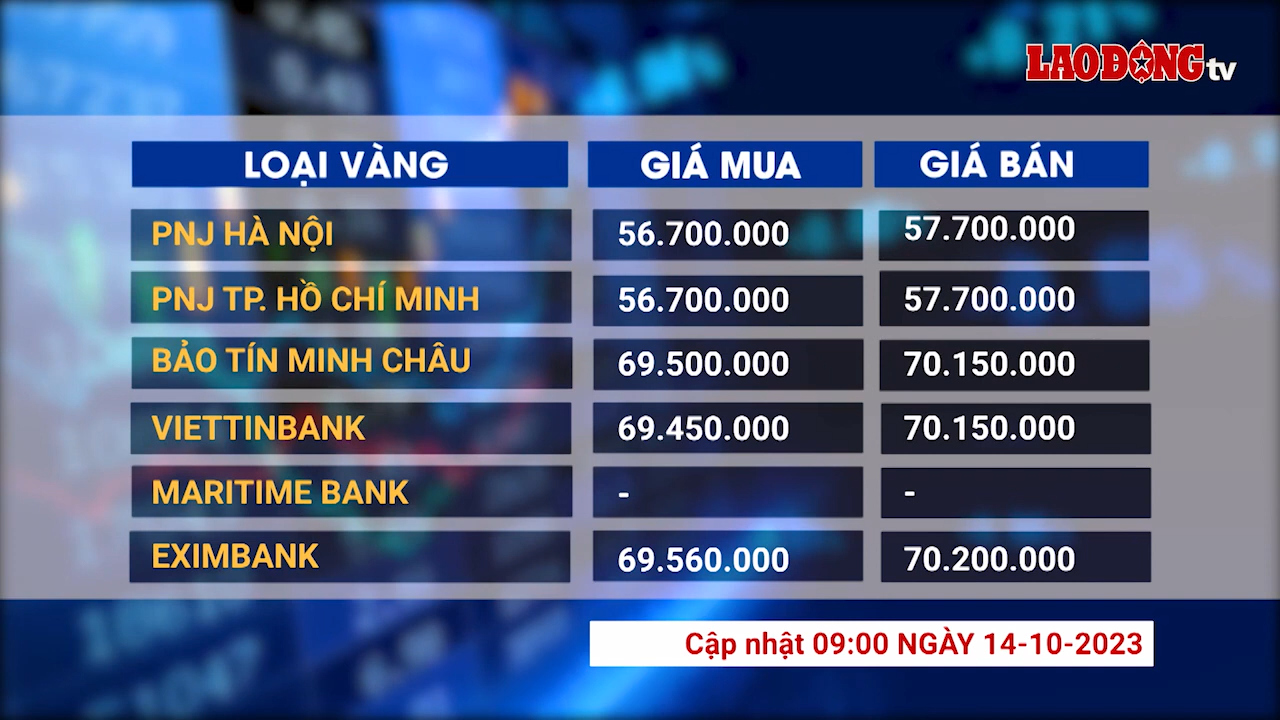 LAO ĐỘNG tv
LOẠI VÀNG GIÁ MUA GIÁ BÁN
PNJ HÀ NỘI 56.700.000 57.700.000
PNJ TP. HỒ CHÍ MINH 56.700.000 57.700.000
BẢO TÍN MINH CHÂU 69.500.000 70.150.000
VIETTINBANK 69.450.000 70.150.000
MARITIME BANK - -
EXIMBANK 69.560.000 70.200.000
Cập nhật 09:00 NGÀY 14-10-2023